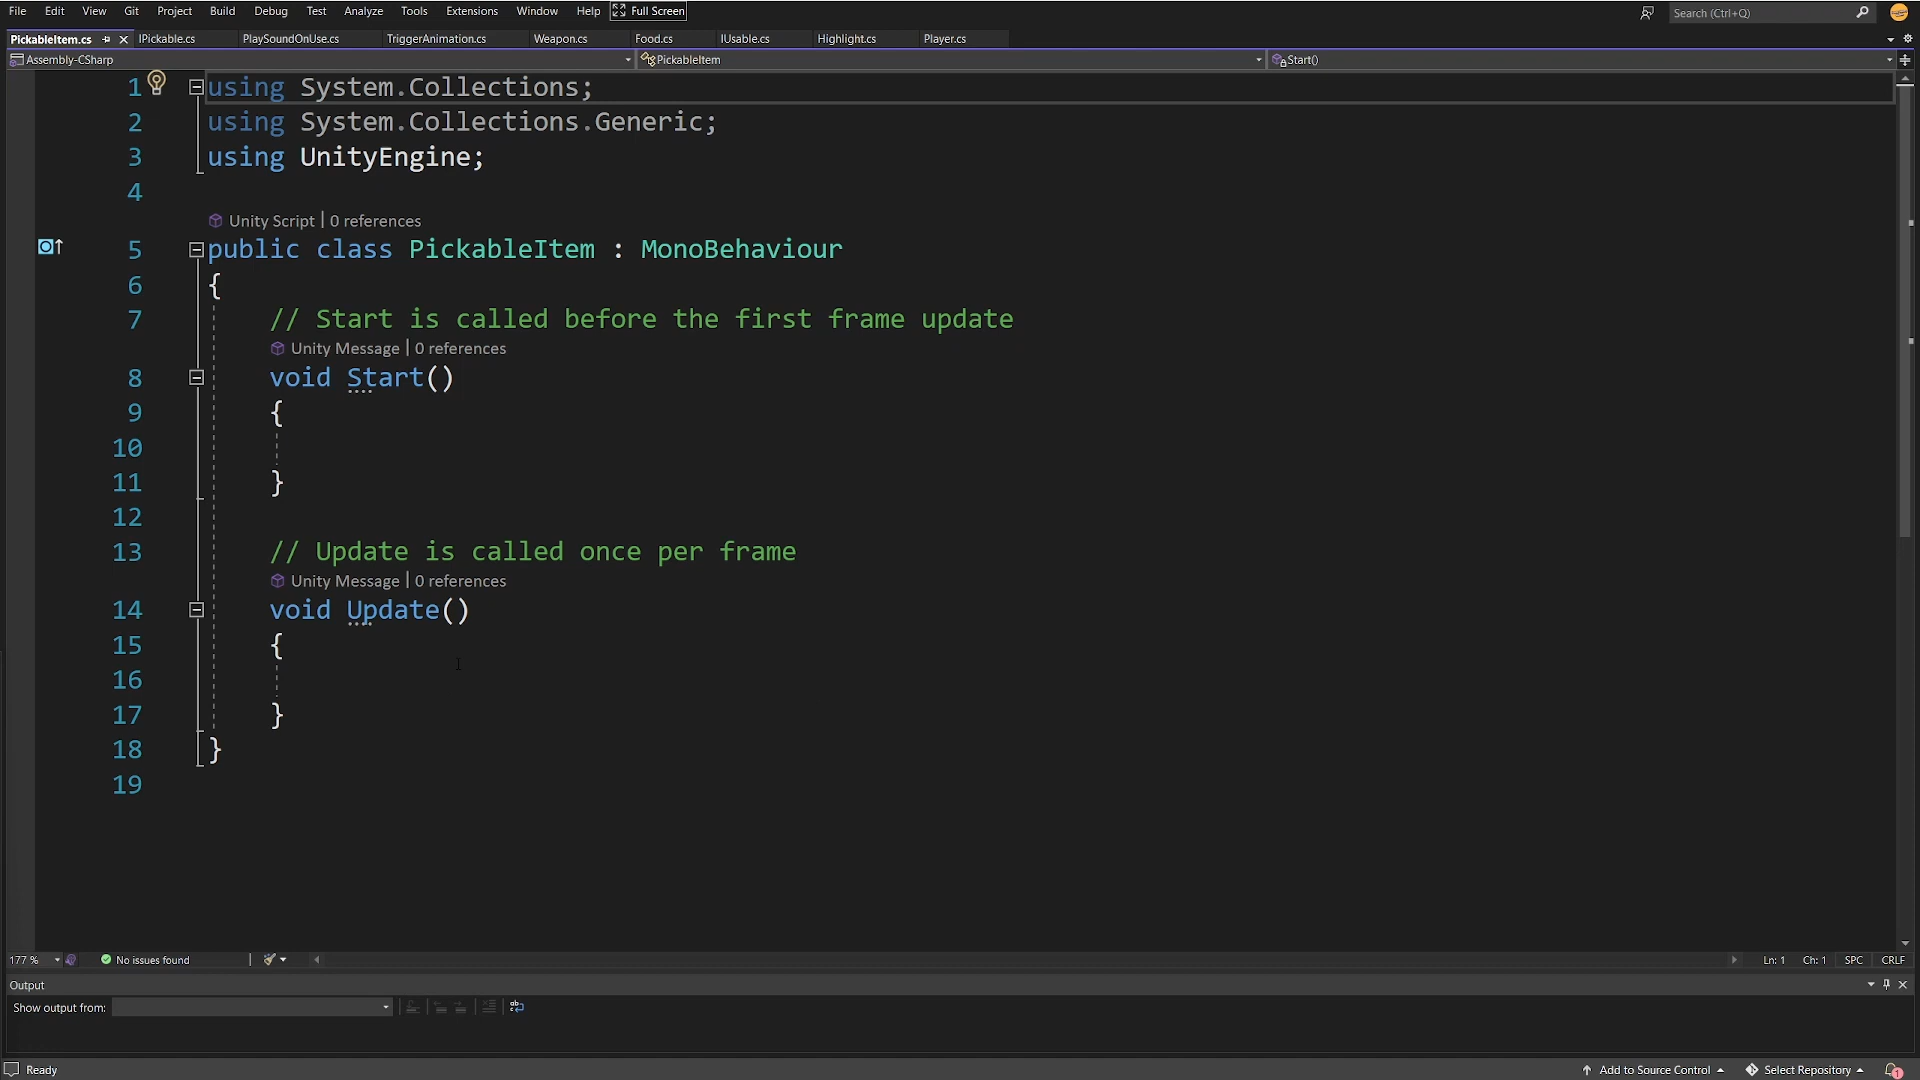 File Edit View Git Project Build Debug Test Analyze Tools Extensions Window Help Full Screen Search (Ctrl+Q)
PickableItem.cs IPickable.cs PlaySoundOnUse.cs TriggerAnimation.cs Weapon.cs Food.cs IUsable.cs Highlight.cs Player.cs
Assembly-CSharp PickableItem Start()
1 using System.Collections;
2 using System.Collections.Generic;
3 using UnityEngine;
4
Unity Script | 0 references
5 public class PickableItem : MonoBehaviour
6 {
7 // Start is called before the first frame update
Unity Message | 0 references
8 void Start()
9 {
10
11 }
12
13 // Update is called once per frame
Unity Message | 0 references
14 void Update()
15 {
16
17 }
18 }
19
177 % No issues found Ln: 1 Ch: 1 SPC CRLF
Output
Show output from:
Ready Add to Source Control Select Repository 1